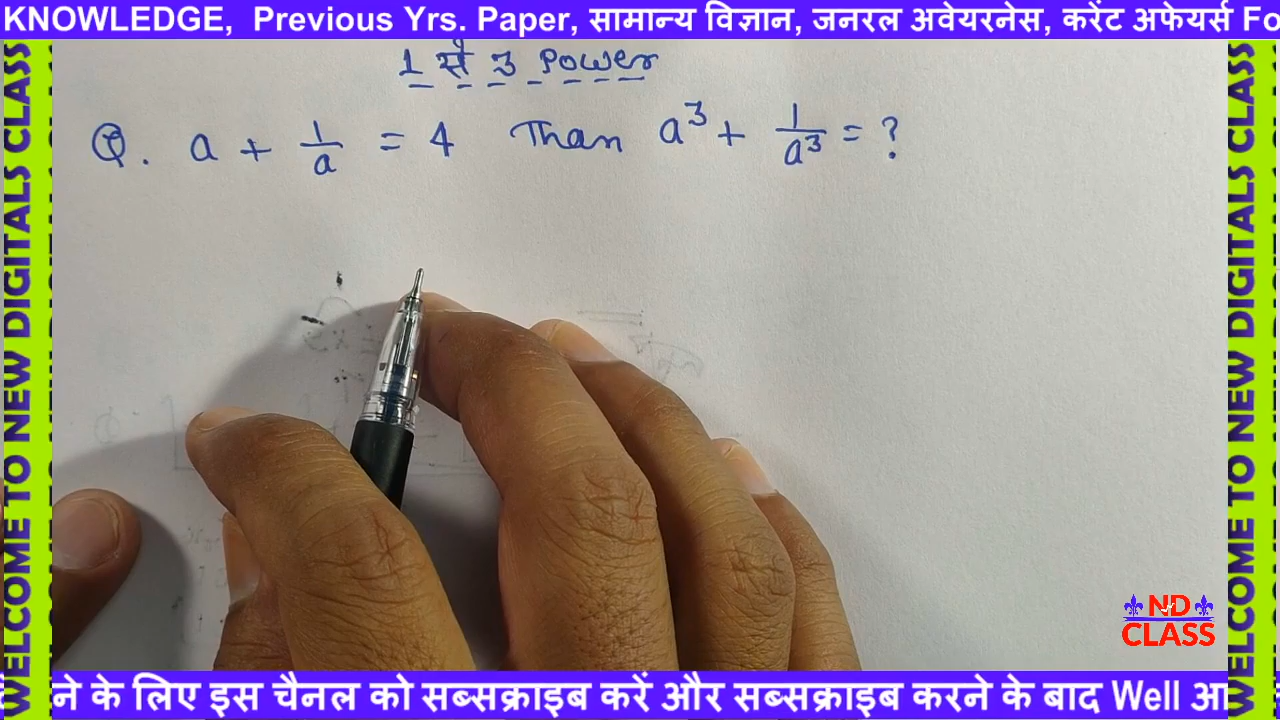 KNOWLEDGE, Previous Yrs. Paper, सामान्य विज्ञान, जनरल अवेयरनेस, करेंट अफेयर्स Fo
1 से 3 Power
Q. a + 1/a = 4 Than a³ + 1/a³ = ?
WELCOME TO NEW DIGITALS CLASS
WELCOME TO NEW DIGITALS CLASS
ND
CLASS
ने के लिए इस चैनल को सब्सक्राइब करें और सब्सक्राइब करने के बाद Well आ